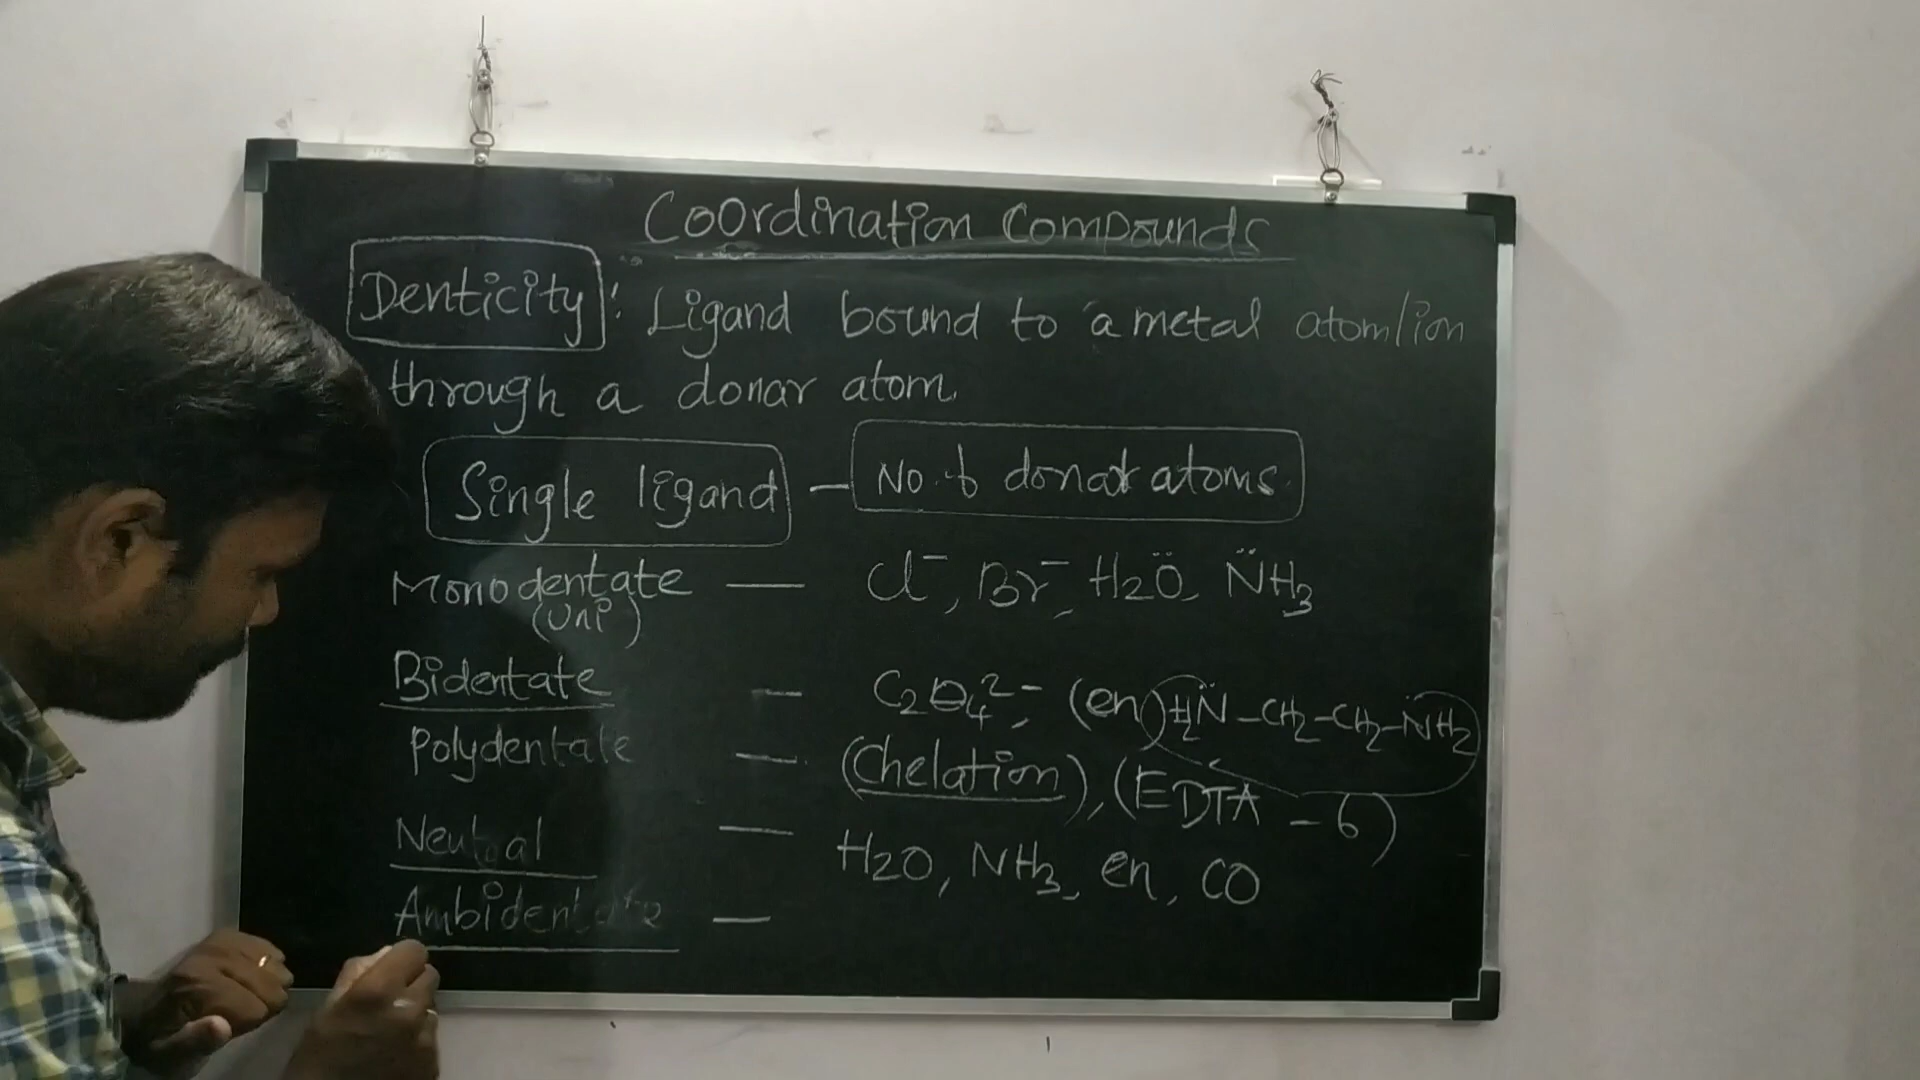 Coordination Compounds
Denticity : Ligand bound to a metal atom/ion
through a donar atom.
Single ligand — No. of donar atoms.
Monodentate — Cl⁻, Br⁻, H2Ö, N̈H3
(Uni)
Bidentate — C2O4²⁻, (en) H2N̈-CH2-CH2-N̈H2
Polydentate — (Chelation), (EDTA - 6)
Neutral — H2O, NH3, en, CO
Ambidentate —